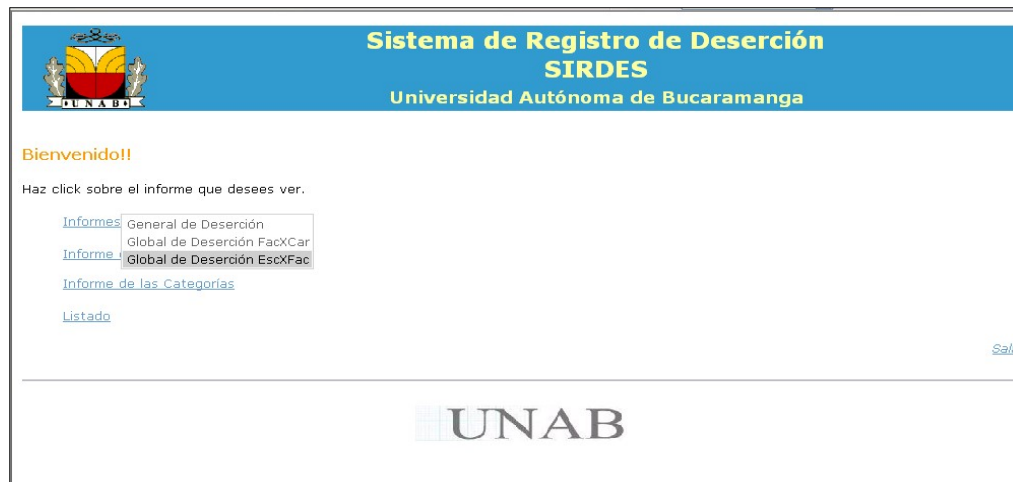 Sistema de Registro de Deserción
SIRDES
Universidad Autónoma de Bucaramanga
UNAB
Bienvenido!!
Haz click sobre el informe que desees ver.
Informes
General de Deserción
Global de Deserción FacXCar
Informe
Global de Deserción EscXFac
Informe de las Categorías
Listado
UNAB